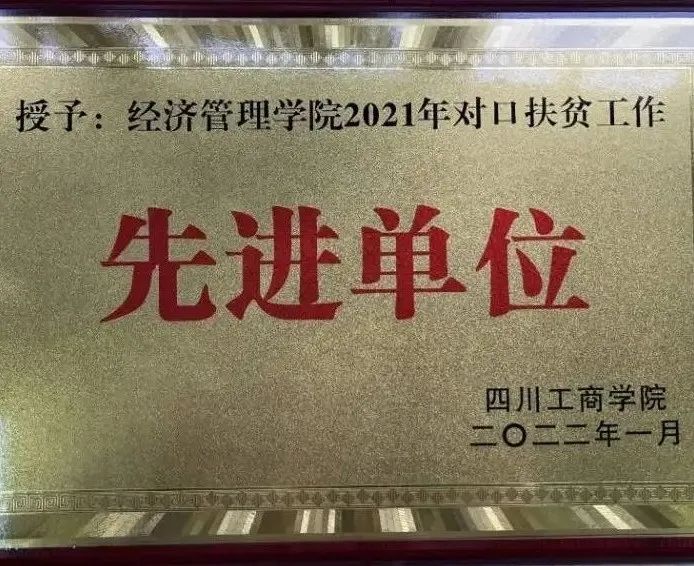 授予：经济管理学院2021年对口扶贫工作
先进单位
四川工商学院
二〇二二年一月